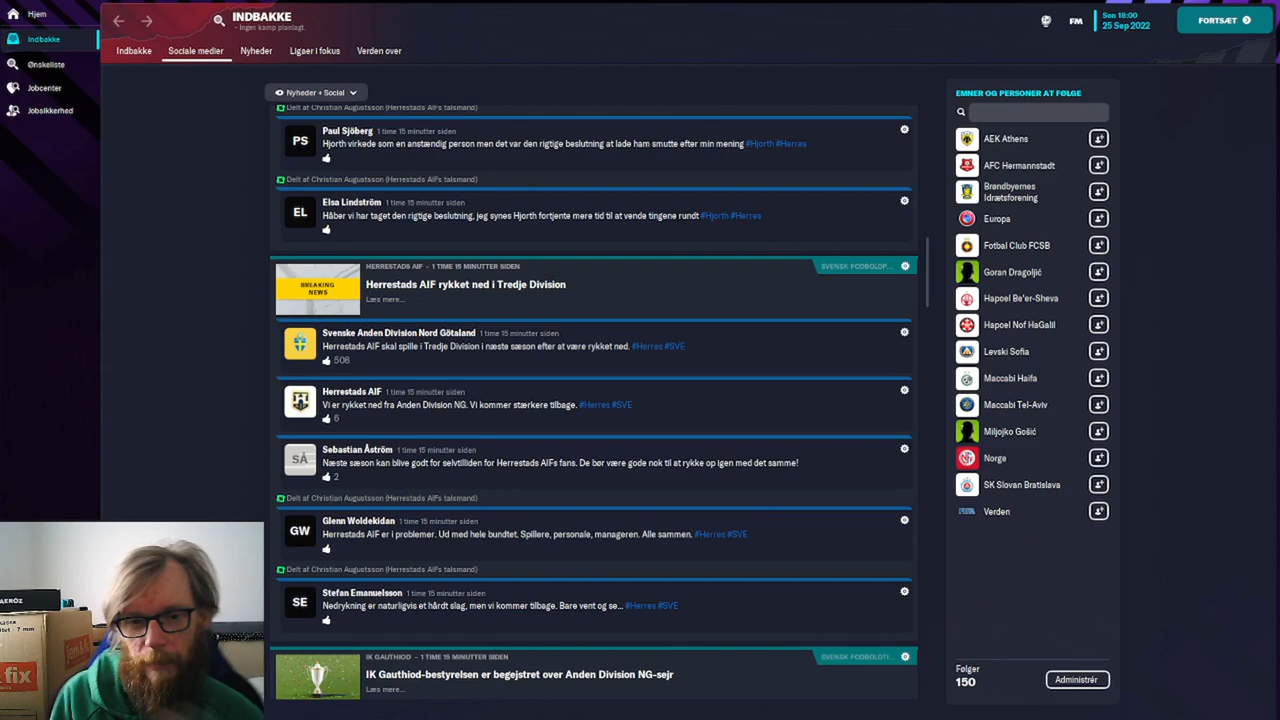 Hjem
Indbakke
Ønskeliste
Jobcenter
Jobsikkerhed
INDBAKKE
- Ingen kamp planlagt.
FM
Søn 18:00
25 Sep 2022
FORTSÆT
Indbakke
Sociale medier
Nyheder
Ligaer i fokus
Verden over
Nyheder + Social
Delt af Christian Augustsson (Herrestads AIFs talsmand)
PS
Paul Sjöberg 1 time 15 minutter siden
Hjorth virkede som en anstændig person men det var den rigtige beslutning at lade ham smutte efter min mening #Hjorth #Herres
Delt af Christian Augustsson (Herrestads AIFs talsmand)
EL
Elsa Lindström 1 time 15 minutter siden
Håber vi har taget den rigtige beslutning, jeg synes Hjorth fortjente mere tid til at vende tingene rundt #Hjorth #Herres
HERRESTADS AIF - 1 TIME 15 MINUTTER SIDEN
SVENSK FODBOLDP...
BREAKING
NEWS
Herrestads AIF rykket ned i Tredje Division
Læs mere...
Svenske Anden Division Nord Götaland 1 time 15 minutter siden
Herrestads AIF skal spille i Tredje Division i næste sæson efter at være rykket ned. #Herres #SVE
508
Herrestads AIF 1 time 15 minutter siden
Vi er rykket ned fra Anden Division NG. Vi kommer stærkere tilbage. #Herres #SVE
6
SÅ
Sebastian Åström 1 time 15 minutter siden
Næste sæson kan blive godt for selvtilliden for Herrestads AIFs fans. De bør være gode nok til at rykke op igen med det samme!
2
Delt af Christian Augustsson (Herrestads AIFs talsmand)
GW
Glenn Woldekidan 1 time 15 minutter siden
Herrestads AIF er i problemer. Ud med hele bundtet. Spillere, personale, manageren. Alle sammen. #Herres #SVE
Delt af Christian Augustsson (Herrestads AIFs talsmand)
SE
Stefan Emanuelsson 1 time 15 minutter siden
Nedrykning er naturligvis et hårdt slag, men vi kommer tilbage. Bare vent og se... #Herres #SVE
IK GAUTHIOD - 1 TIME 15 MINUTTER SIDEN
SVENSK FODBOLDTI...
IK Gauthiod-bestyrelsen er begejstret over Anden Division NG-sejr
Læs mere...
EMNER OG PERSONER AT FØLGE
AEK Athens
AFC Hermannstadt
Brøndbyernes
Idrætsforening
Europa
Fotbal Club FCSB
Goran Dragoljić
Hapoel Be'er-Sheva
Hapoel Nof HaGalil
Levski Sofia
Maccabi Haifa
Maccabi Tel-Aviv
Miljojko Gošić
Norge
SK Slovan Bratislava
FIFA
Verden
Følger
150
Administrér